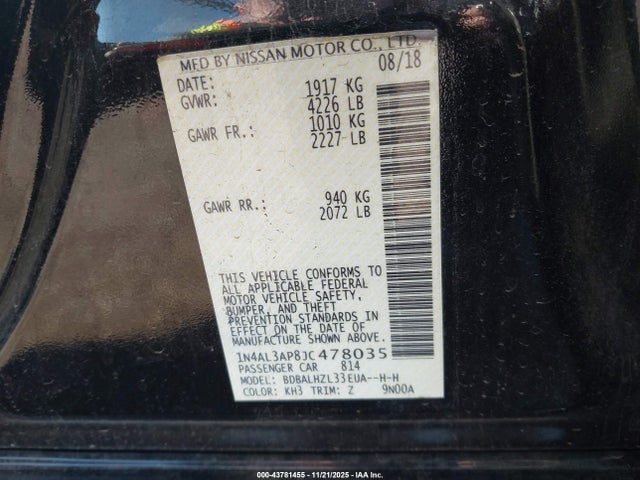 MFD BY NISSAN MOTOR CO., LTD.
DATE: 08/18
GVWR: 1917 KG
4226 LB
GAWR FR.: 1010 KG
2227 LB
GAWR RR.: 940 KG
2072 LB
THIS VEHICLE CONFORMS TO
ALL APPLICABLE FEDERAL
MOTOR VEHICLE SAFETY,
BUMPER, AND THEFT
PREVENTION STANDARDS IN
EFFECT ON THE DATE OF
MANUFACTURE SHOWN ABOVE.
1N4AL3AP8JC478035
PASSENGER CAR 814
MODEL: BDBALHZL33EUA--H-H
COLOR: KH3 TRIM: Z 9N00A
000-43781455 - 11/21/2025 - IAA Inc.